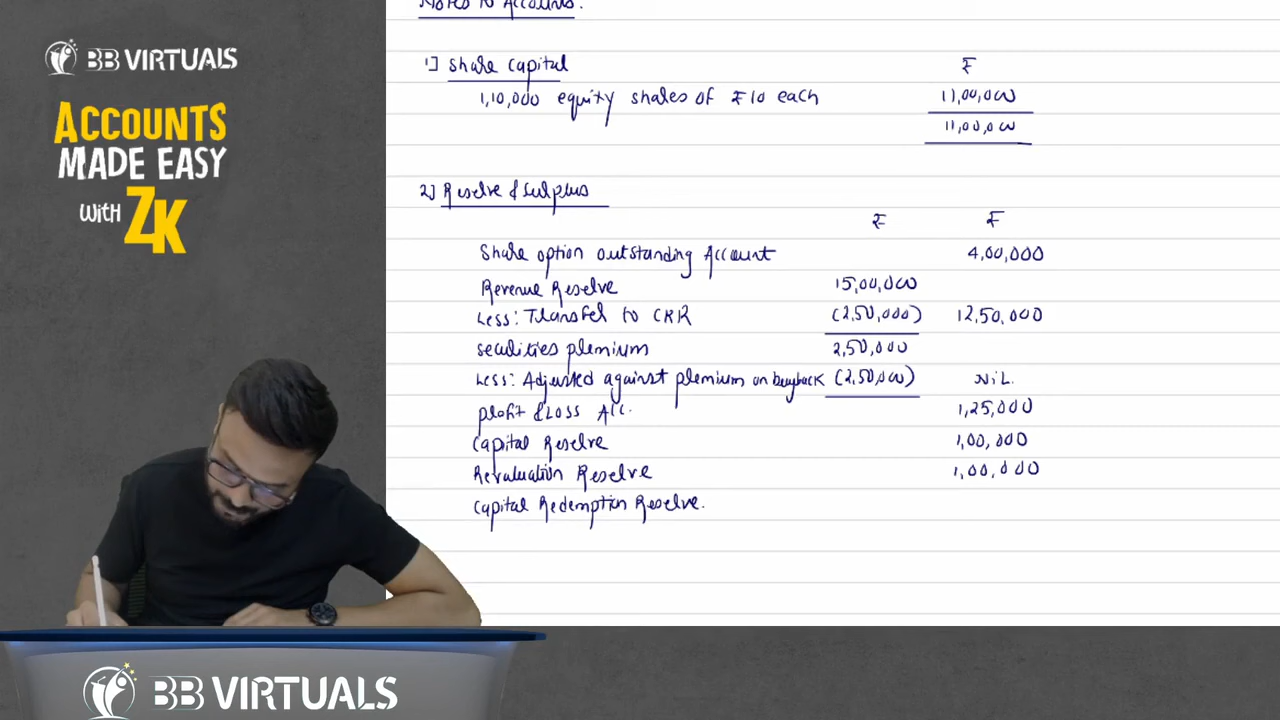 BB VIRTUALS
ACCOUNTS
MADE EASY
with ZK
Notes to Accounts.
1] Share Capital ₹
1,10,000 equity shares of ₹10 each 11,00,000
11,00,000
2] Reserve & Surplus
₹ ₹
Share option outstanding Account 4,00,000
Revenue Reserve 15,00,000
Less: Transfer to CRR (2,50,000) 12,50,000
Securities premium 2,50,000
Less: Adjusted against premium on buyback (2,50,000) NiL.
profit & Loss A/c. 1,25,000
Capital Reserve 1,00,000
Revaluation Reserve 1,00,000
Capital Redemption Reserve.
BB VIRTUALS